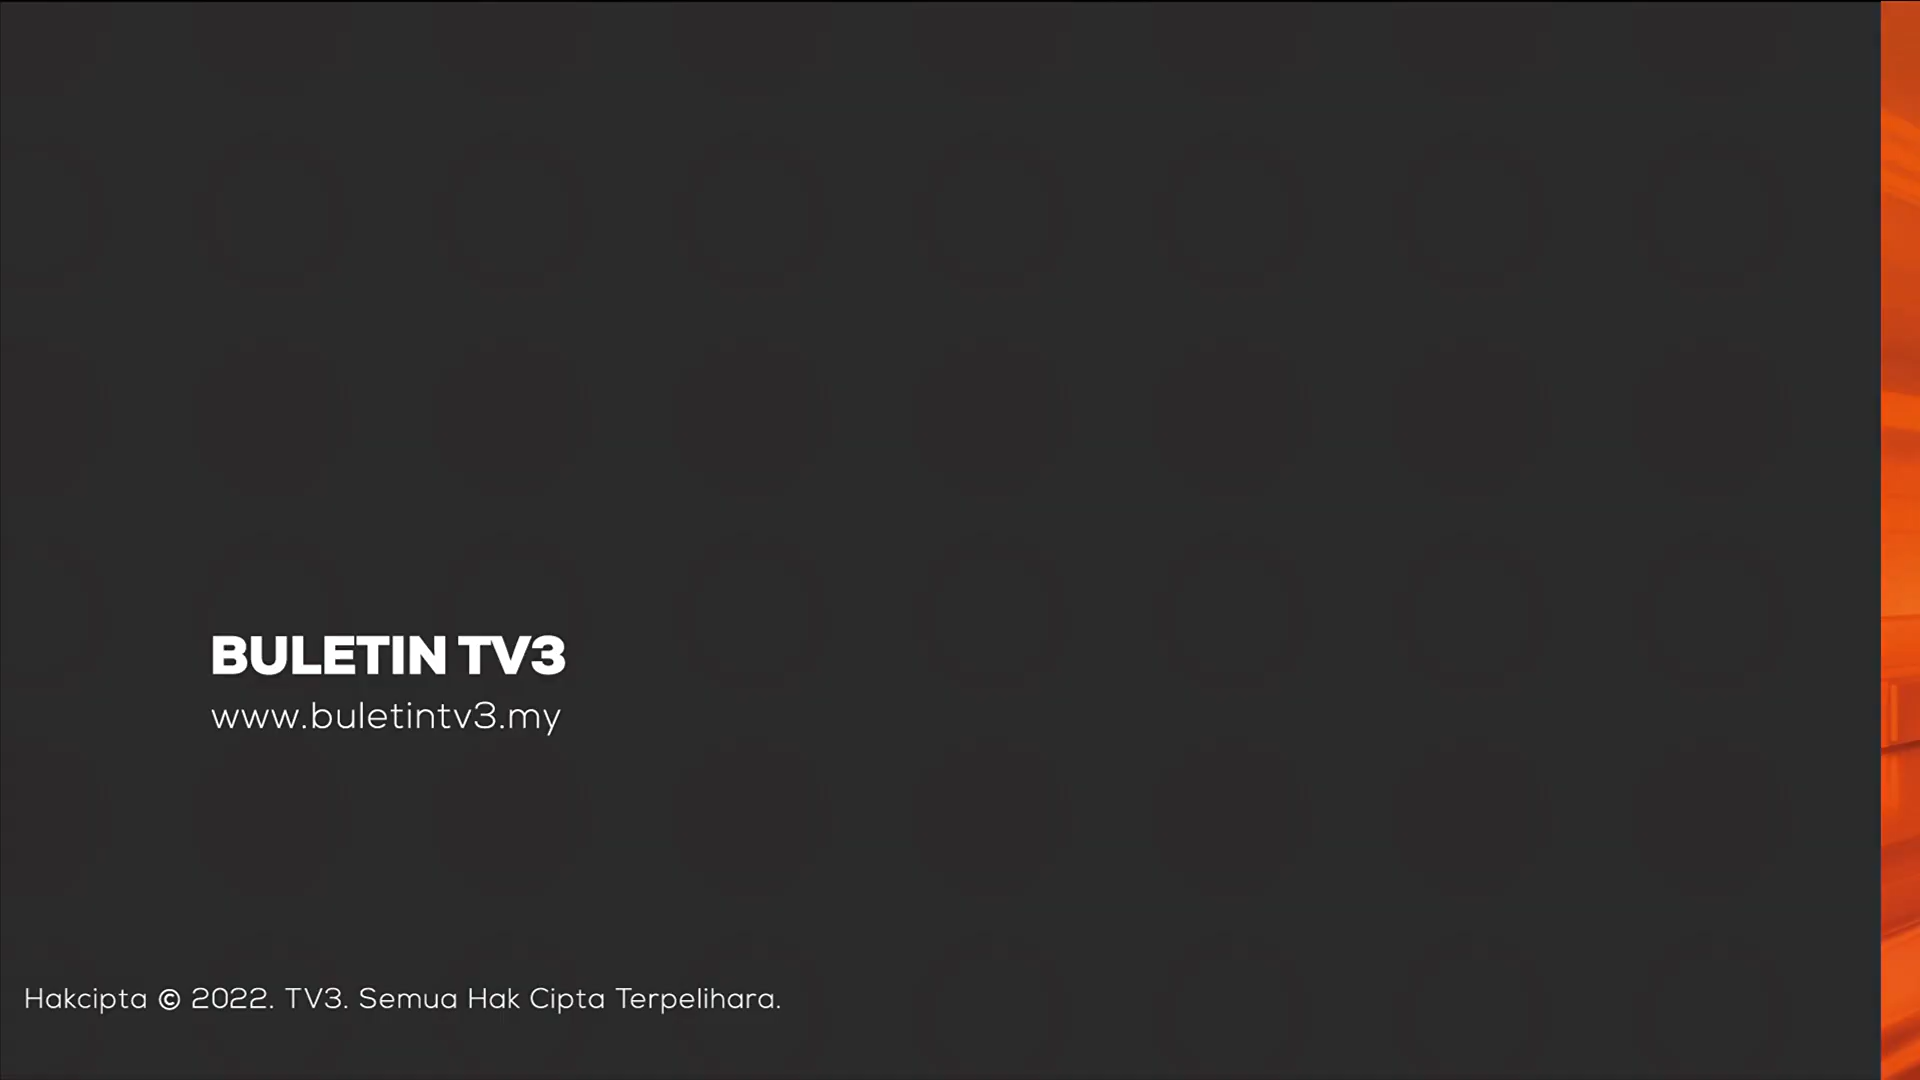 BULETIN TV3
www.buletintv3.my
Hakcipta © 2022. TV3. Semua Hak Cipta Terpelihara.